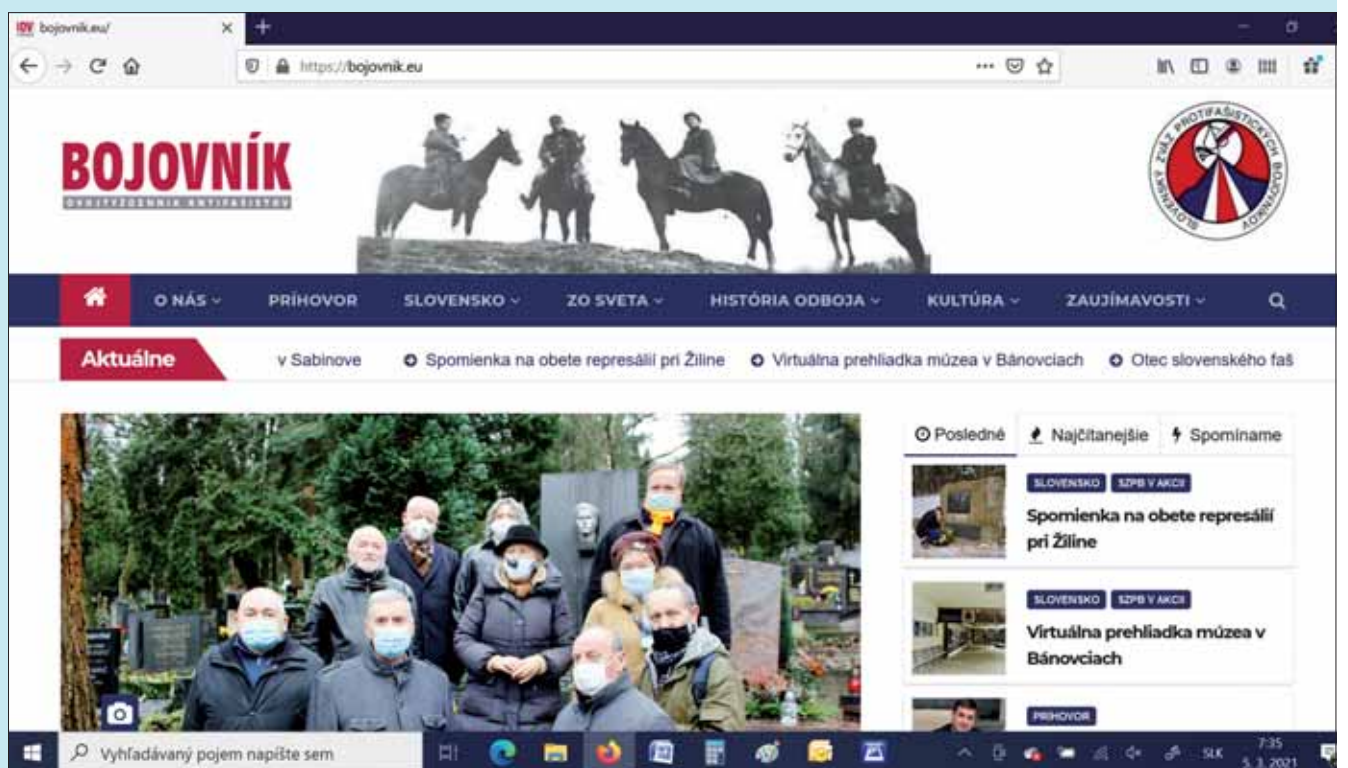 bojovnik.eu/
https://bojovnik.eu
BOJOVNÍK
DVOJTÝŽDENNÍK ANTIFAŠISTOV
SLOVENSKÝ ZVÄZ PROTIFAŠISTICKÝCH BOJOVNÍKOV
O NÁS PRÍHOVOR SLOVENSKO ZO SVETA HISTÓRIA ODBOJA KULTÚRA ZAUJÍMAVOSTI
Aktuálne v Sabinove Spomienka na obete represálií pri Žiline Virtuálna prehliadka múzea v Bánovciach Otec slovenského faš
Posledné Najčítanejšie Spomíname
SLOVENSKO SZPB V AKCII
Spomienka na obete represálií
pri Žiline
SLOVENSKO SZPB V AKCII
Virtuálna prehliadka múzea v
Bánovciach
PRÍHOVOR
Vyhľadávaný pojem napíšte sem
SLK
7:35
5. 3. 2021